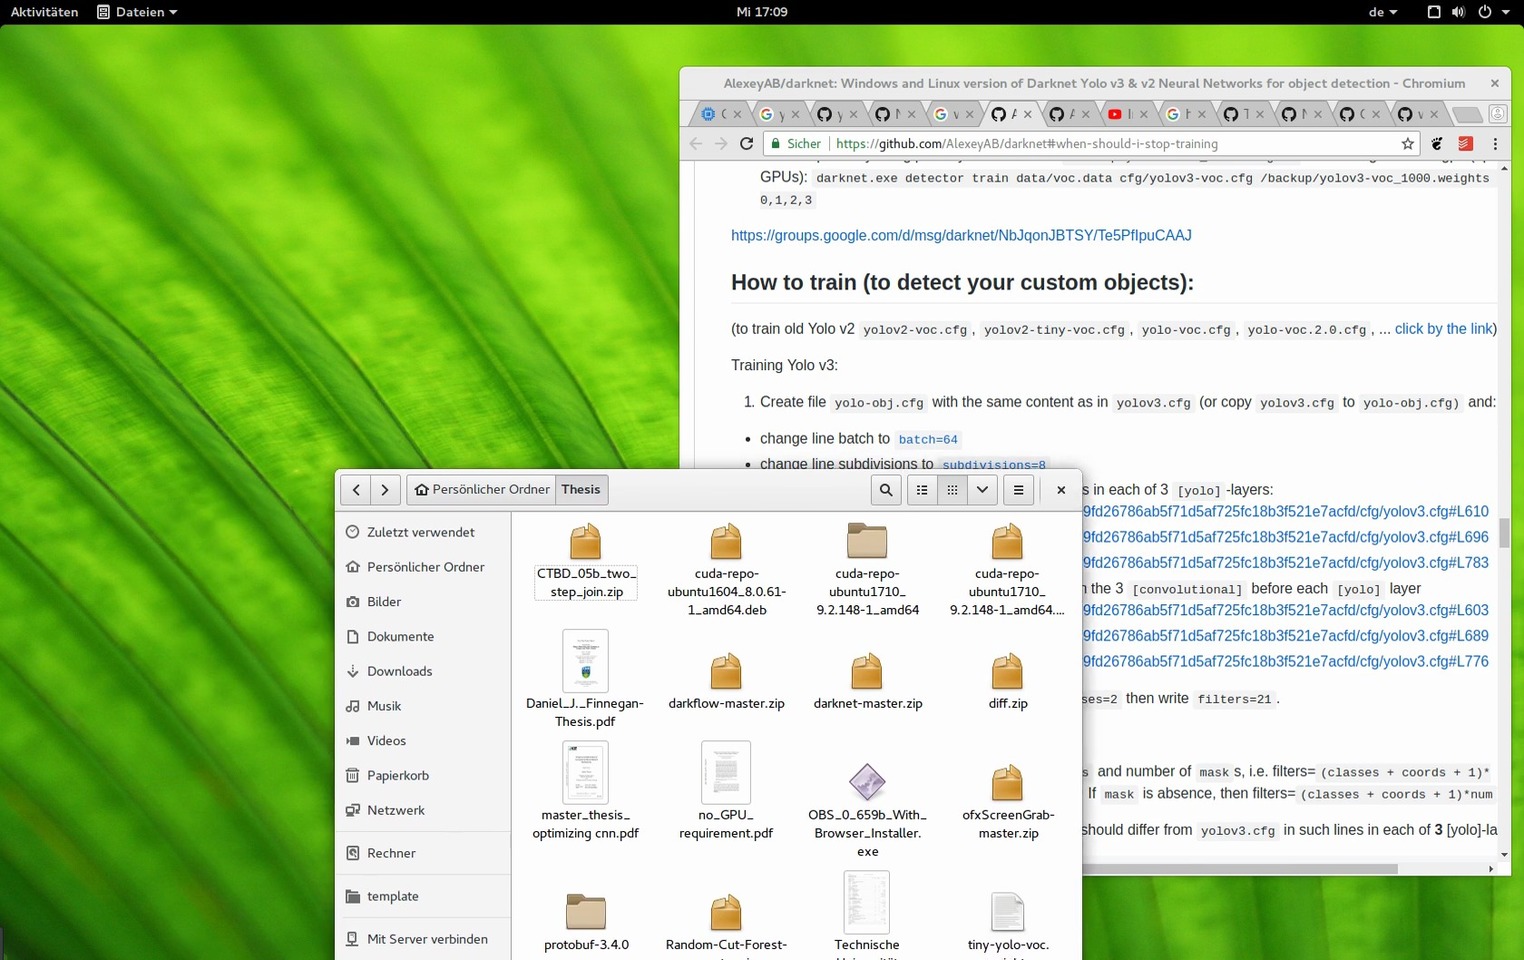 Aktivitäten
Dateien
Mi 17:09
de
AlexeyAB/darknet: Windows and Linux version of Darknet Yolo v3 & v2 Neural Networks for object detection - Chromium
Sicher
https://github.com/AlexeyAB/darknet#when-should-i-stop-training
GPUs): darknet.exe detector train data/voc.data cfg/yolov3-voc.cfg /backup/yolov3-voc_1000.weights
0,1,2,3
https://groups.google.com/d/msg/darknet/NbJqonJBTSY/Te5PfIpuCAAJ
How to train (to detect your custom objects):
(to train old Yolo v2 yolov2-voc.cfg, yolov2-tiny-voc.cfg, yolo-voc.cfg, yolo-voc.2.0.cfg, ... click by the link)
Training Yolo v3:
1. Create file yolo-obj.cfg with the same content as in yolov3.cfg (or copy yolov3.cfg to yolo-obj.cfg) and:
• change line batch to batch=64
• change line subdivisions to subdivisions=8
s in each of 3 [yolo] -layers:
9fd26786ab5f71d5af725fc18b3f521e7acfd/cfg/yolov3.cfg#L610
9fd26786ab5f71d5af725fc18b3f521e7acfd/cfg/yolov3.cfg#L696
9fd26786ab5f71d5af725fc18b3f521e7acfd/cfg/yolov3.cfg#L783
the 3 [convolutional] before each [yolo] layer
9fd26786ab5f71d5af725fc18b3f521e7acfd/cfg/yolov3.cfg#L603
9fd26786ab5f71d5af725fc18b3f521e7acfd/cfg/yolov3.cfg#L689
9fd26786ab5f71d5af725fc18b3f521e7acfd/cfg/yolov3.cfg#L776
ses=2 then write filters=21.
s and number of mask s, i.e. filters= (classes + coords + 1)*
If mask is absence, then filters= (classes + coords + 1)*num
should differ from yolov3.cfg in such lines in each of 3 [yolo]-la
Persönlicher Ordner
Thesis
Zuletzt verwendet
Persönlicher Ordner
Bilder
Dokumente
Downloads
Musik
Videos
Papierkorb
Netzwerk
Rechner
template
Mit Server verbinden
CTBD_05b_two_
step_join.zip
cuda-repo-
ubuntu1604_8.0.61-
1_amd64.deb
cuda-repo-
ubuntu1710_
9.2.148-1_amd64
cuda-repo-
ubuntu1710_
9.2.148-1_amd64....
Daniel_J._Finnegan-
Thesis.pdf
darkflow-master.zip
darknet-master.zip
diff.zip
master_thesis_
optimizing cnn.pdf
no_GPU_
requirement.pdf
OBS_0_659b_With_
Browser_Installer.
exe
ofxScreenGrab-
master.zip
protobuf-3.4.0
Random-Cut-Forest-
Technische
tiny-yolo-voc.